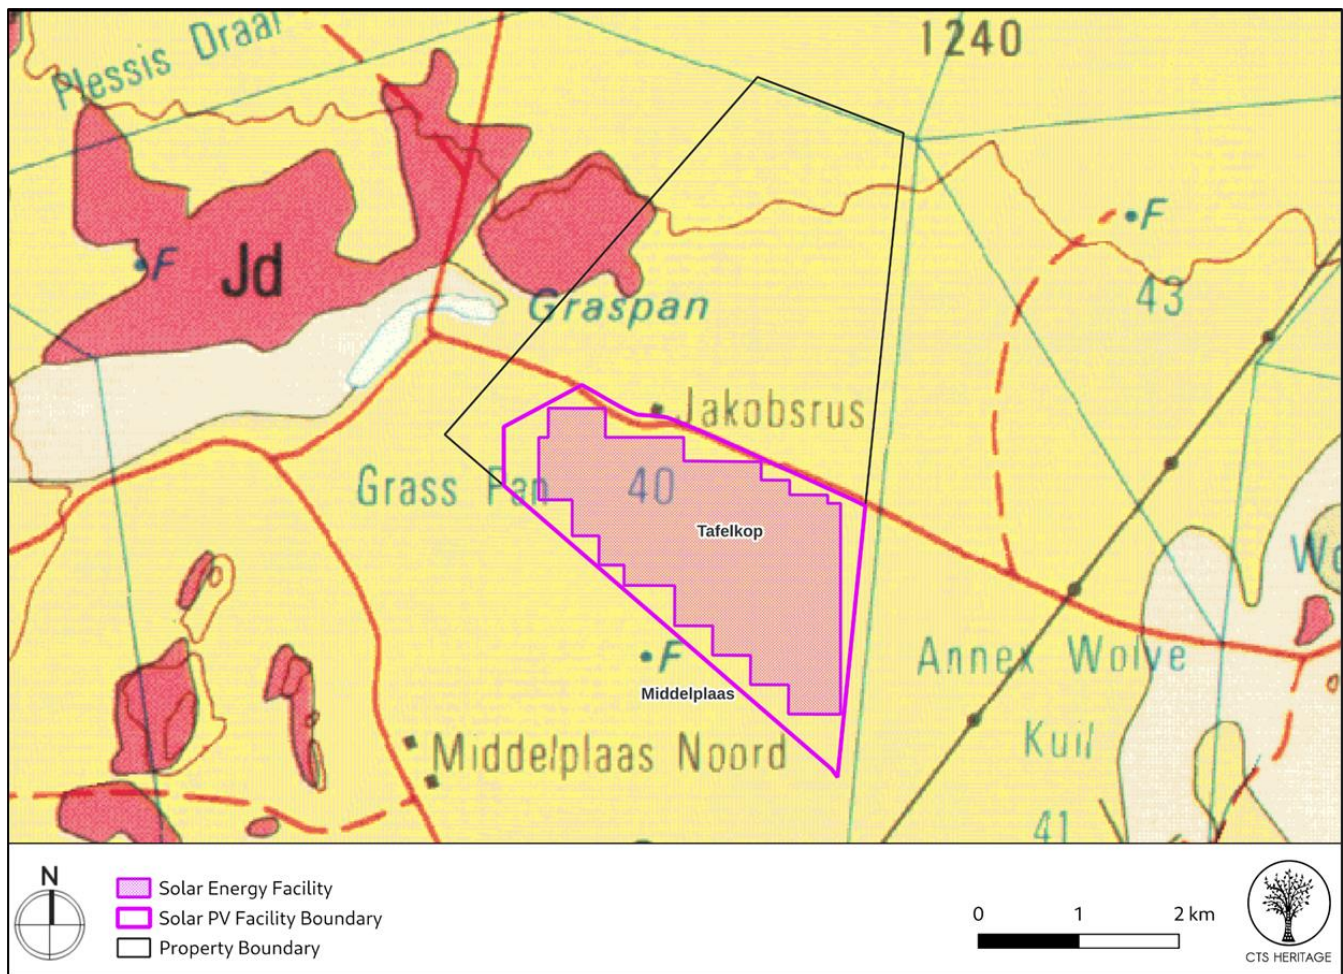 Plessis Draai
1240
F
F
Jd
43
Graspan
Jakobsrus
Grass Pan
40
Tafelkop
F
Annex Wolve
Middelplaas
Kuil
Middelplaas Noord
41
N
Solar Energy Facility
Solar PV Facility Boundary
Property Boundary
0 1 2 km
CTS HERITAGE